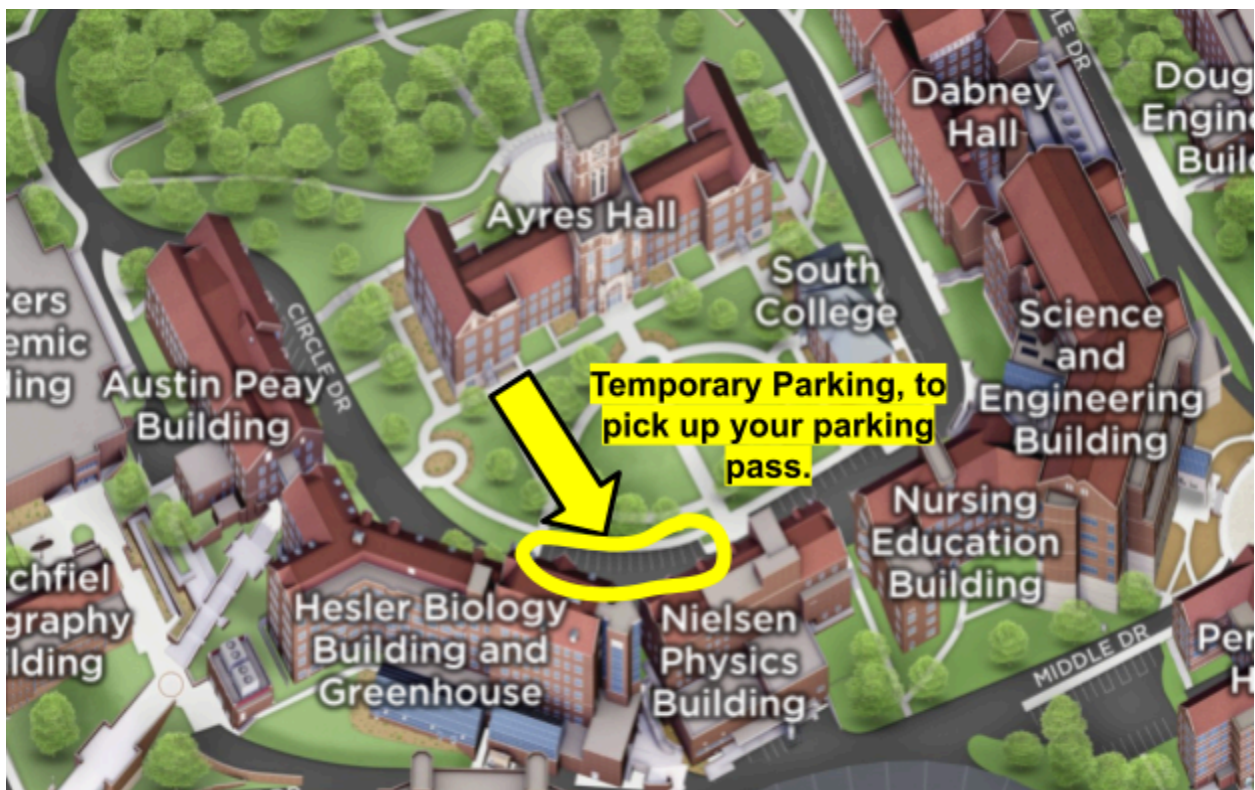 Dabney
Hall
DR
Ayres Hall
South
College
CIRCLE DR
Austin Peay
Building
Science
and
Engineering
Building
Temporary Parking, to
pick up your parking
pass.
Nursing
Education
Building
Hesler Biology
Building and
Greenhouse
Nielsen
Physics
Building
MIDDLE DR